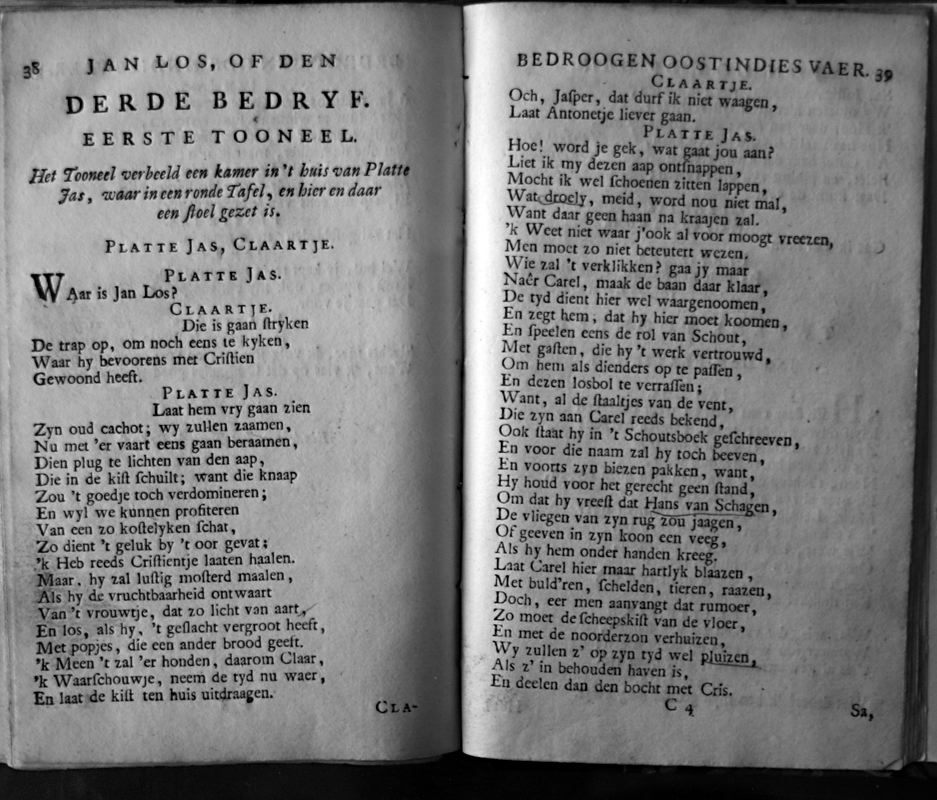 38 JAN LOS, OF DEN
DERDE BEDRYF.
EERSTE TOONEEL.
Het Tooneel verbeeld een kamer in 't huis van Platte
Jas, waar in een ronde Tafel, en hier en daar
een stoel gezet is.
PLATTE JAS, CLAARTJE.
PLATTE JAS.
WAar is Jan Los?
CLAARTJE.
Die is gaan stryken
De trap op, om noch eens te kyken,
Waar hy bevoorens met Cristien
Gewoond heeft.
PLATTE JAS.
Laat hem vry gaan zien
Zyn oud cachot; wy zullen zaamen,
Nu met 'er vaart eens gaan beraamen,
Dien plug te lichten van den aap,
Die in de kist schuilt; want die knaap
Zou 't goedje toch verdomineren;
En wyl we kunnen profiteren
Van een zo kostelyken schat,
Zo dient 't geluk by 't oor gevat;
'k Heb reeds Cristientje laaten haalen.
Maar, hy zal lustig mosterd maalen,
Als hy de vruchtbaarheid ontwaart
Van 't vrouwtje, dat zo licht van aart,
En los, als hy, 't geslacht vergroot heeft,
Met popjes, die een ander brood geeft.
'k Meen 't zal 'er honden, daarom Claar,
'k Waarschouwje, neem de tyd nu waer,
En laat de kist ten huis uitdraagen.
CLA-
BEDROOGEN OOSTINDIES VAER. 39
CLAARTJE.
Och, Jasper, dat durf ik niet waagen,
Laat Antonetje liever gaan.
PLATTE JAS.
Hoe! word je gek, wat gaat jou aan?
Liet ik my dezen aap ontsnappen,
Mocht ik wel schoenen zitten lappen,
Wat droely, meid, word nou niet mal,
Want daar geen haan na kraajen zal.
'k Weet niet waar j'ook al voor moogt vreezen,
Men moet zo niet beteutert wezen.
Wie zal 't verklikken? gaa jy maar
Naêr Carel, maak de baan daar klaar,
De tyd dient hier wel waargenoomen,
En zegt hem, dat hy hier moet koomen,
En speelen eens de rol van Schout,
Met gasten, die hy 't werk vertrouwd,
Om hem als dienders op te passen,
En dezen losbol te verrassen;
Want, al de staaltjes van de vent,
Die zyn aan Carel reeds bekend,
Ook staat hy in 't Schoutsboek geschreeven,
En voor die naam zal hy toch beeven,
En voorts zyn biezen pakken, want,
Hy houd voor het gerecht geen stand,
Om dat hy vreest dat Hans van Schagen,
De vliegen van zyn rug zou jaagen,
Of geeven in zyn koon een veeg,
Als hy hem onder handen kreeg.
Laat Carel hier maar hartlyk blaazen,
Met buld'ren, schelden, tieren, raazen,
Doch, eer men aanvangt dat rumoer,
Zo moet de scheepskist van de vloer,
En met de noorderzon verhuizen,
Wy zullen z' op zyn tyd wel pluizen,
Als z' in behouden haven is,
En deelen dan den bocht met Cris.
C 4 Sa,